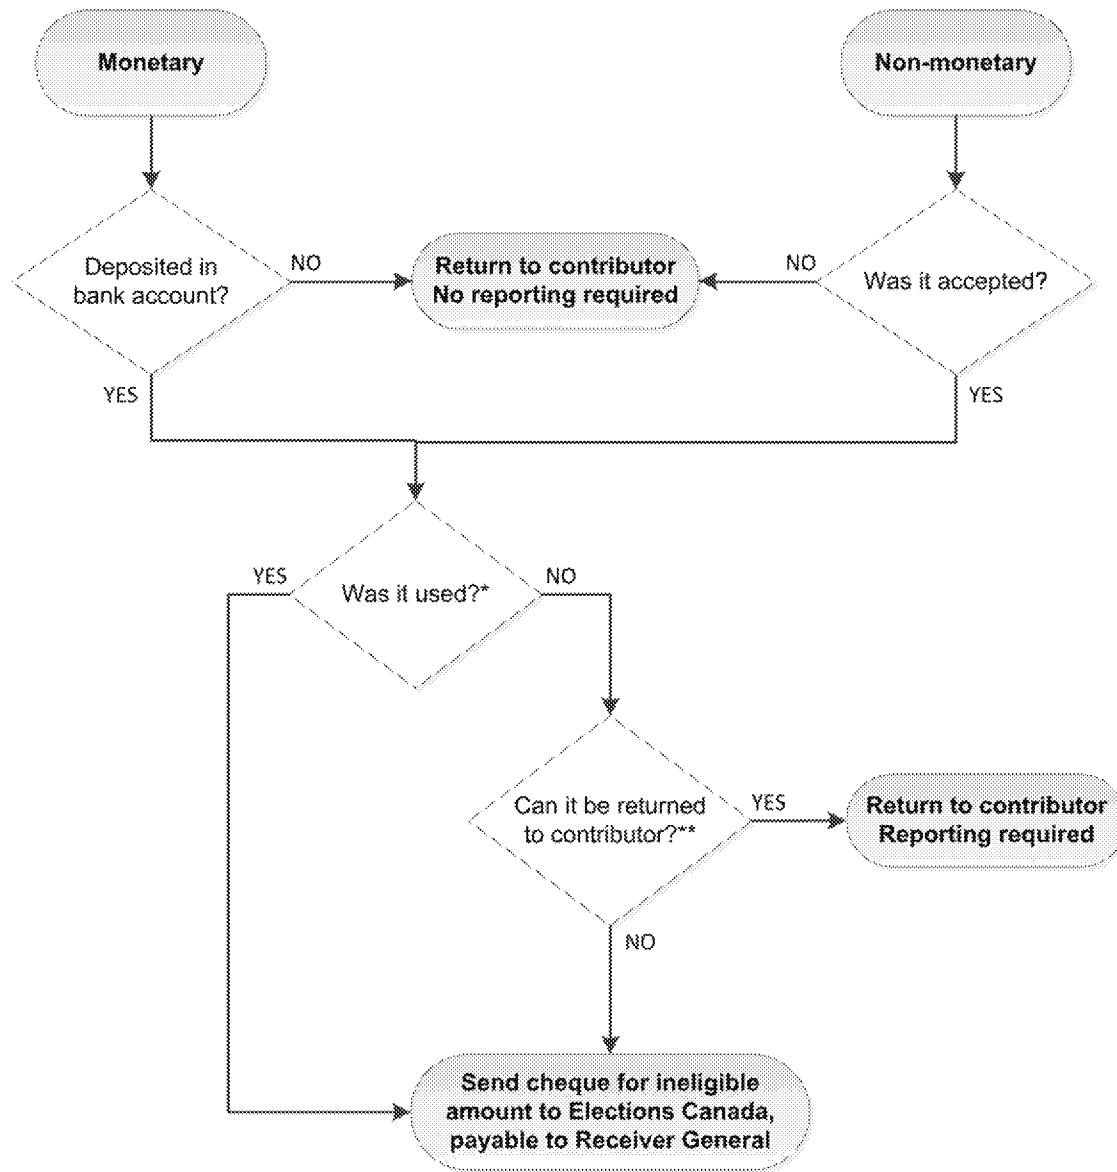 Monetary
Non-monetary
Deposited in
bank account?
NO
Return to contributor
No reporting required
NO
Was it accepted?
YES
YES
YES
Was it used?*
NO
Can it be returned
to contributor?**
YES
Return to contributor
Reporting required
NO
Send cheque for ineligible
amount to Elections Canada,
payable to Receiver General